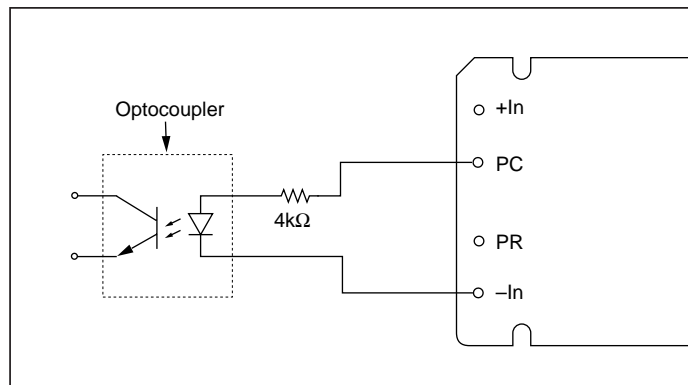 Optocoupler
+In
PC
4kΩ
PR
–In